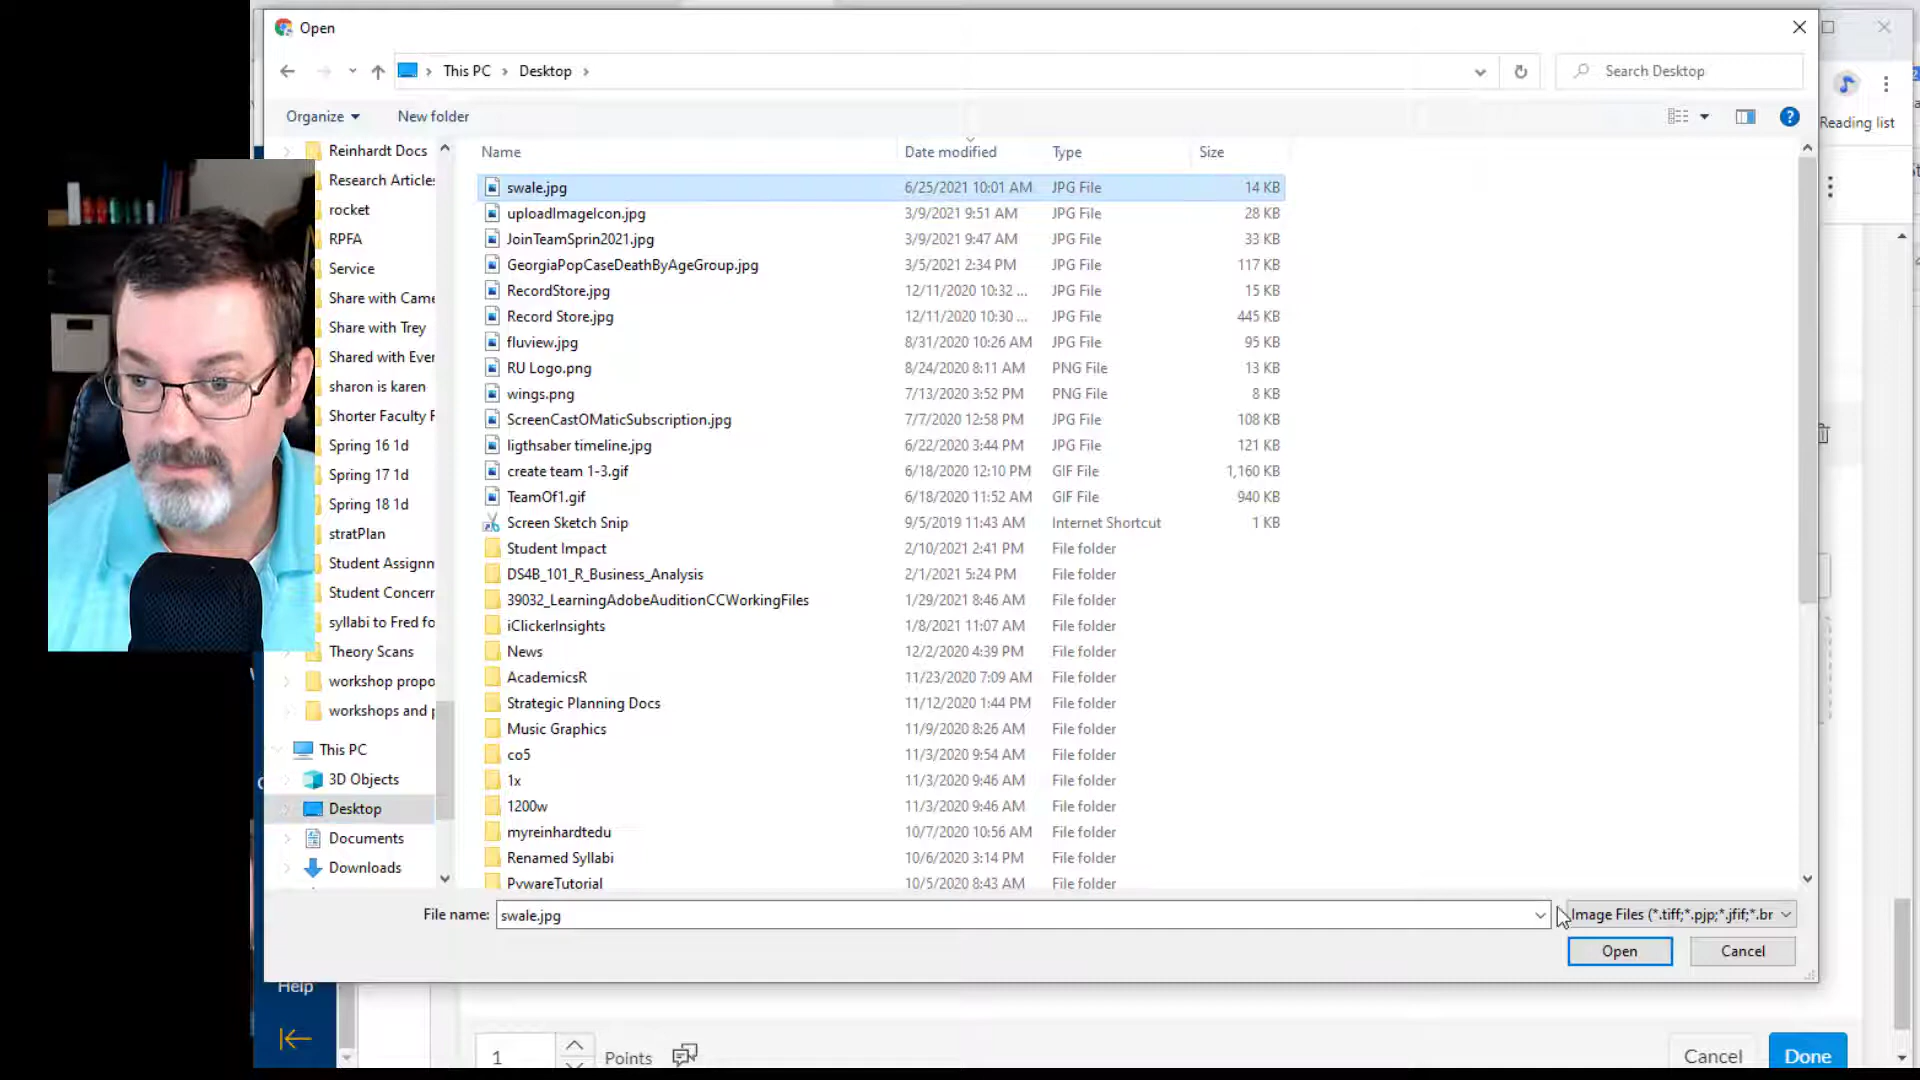 Open
This PC
Desktop
Search Desktop
Organize
New folder
Reading list
Name
Date modified
Type
Size
Reinhardt Docs
Research Articles
rocket
RPFA
Service
Share with Came
Share with Trey
Shared with Ever
sharon is karen
Shorter Faculty F
Spring 16 1d
Spring 17 1d
Spring 18 1d
stratPlan
Student Assignn
Student Concern
syllabi to Fred fo
Theory Scans
workshop propo
workshops and p
This PC
3D Objects
Desktop
Documents
Downloads
swale.jpg 6/25/2021 10:01 AM JPG File 14 KB
uploadImageIcon.jpg 3/9/2021 9:51 AM JPG File 28 KB
JoinTeamSprin2021.jpg 3/9/2021 9:47 AM JPG File 33 KB
GeorgiaPopCaseDeathByAgeGroup.jpg 3/5/2021 2:34 PM JPG File 117 KB
RecordStore.jpg 12/11/2020 10:32 ... JPG File 15 KB
Record Store.jpg 12/11/2020 10:30 ... JPG File 445 KB
fluview.jpg 8/31/2020 10:26 AM JPG File 95 KB
RU Logo.png 8/24/2020 8:11 AM PNG File 13 KB
wings.png 7/13/2020 3:52 PM PNG File 8 KB
ScreenCastOMaticSubscription.jpg 7/7/2020 12:58 PM JPG File 108 KB
ligthsaber timeline.jpg 6/22/2020 3:44 PM JPG File 121 KB
create team 1-3.gif 6/18/2020 12:10 PM GIF File 1,160 KB
TeamOf1.gif 6/18/2020 11:52 AM GIF File 940 KB
Screen Sketch Snip 9/5/2019 11:43 AM Internet Shortcut 1 KB
Student Impact 2/10/2021 2:41 PM File folder
DS4B_101_R_Business_Analysis 2/1/2021 5:24 PM File folder
39032_LearningAdobeAuditionCCWorkingFiles 1/29/2021 8:46 AM File folder
iClickerInsights 1/8/2021 11:07 AM File folder
News 12/2/2020 4:39 PM File folder
AcademicsR 11/23/2020 7:09 AM File folder
Strategic Planning Docs 11/12/2020 1:44 PM File folder
Music Graphics 11/9/2020 8:26 AM File folder
co5 11/3/2020 9:54 AM File folder
1x 11/3/2020 9:46 AM File folder
1200w 11/3/2020 9:46 AM File folder
myreinhardtedu 10/7/2020 10:56 AM File folder
Renamed Syllabi 10/6/2020 3:14 PM File folder
PywareTutorial 10/5/2020 8:43 AM File folder
File name: swale.jpg
Image Files (*.tiff;*.pjp;*.jfif;*.br
Open
Cancel
Help
1
Points
Cancel
Done